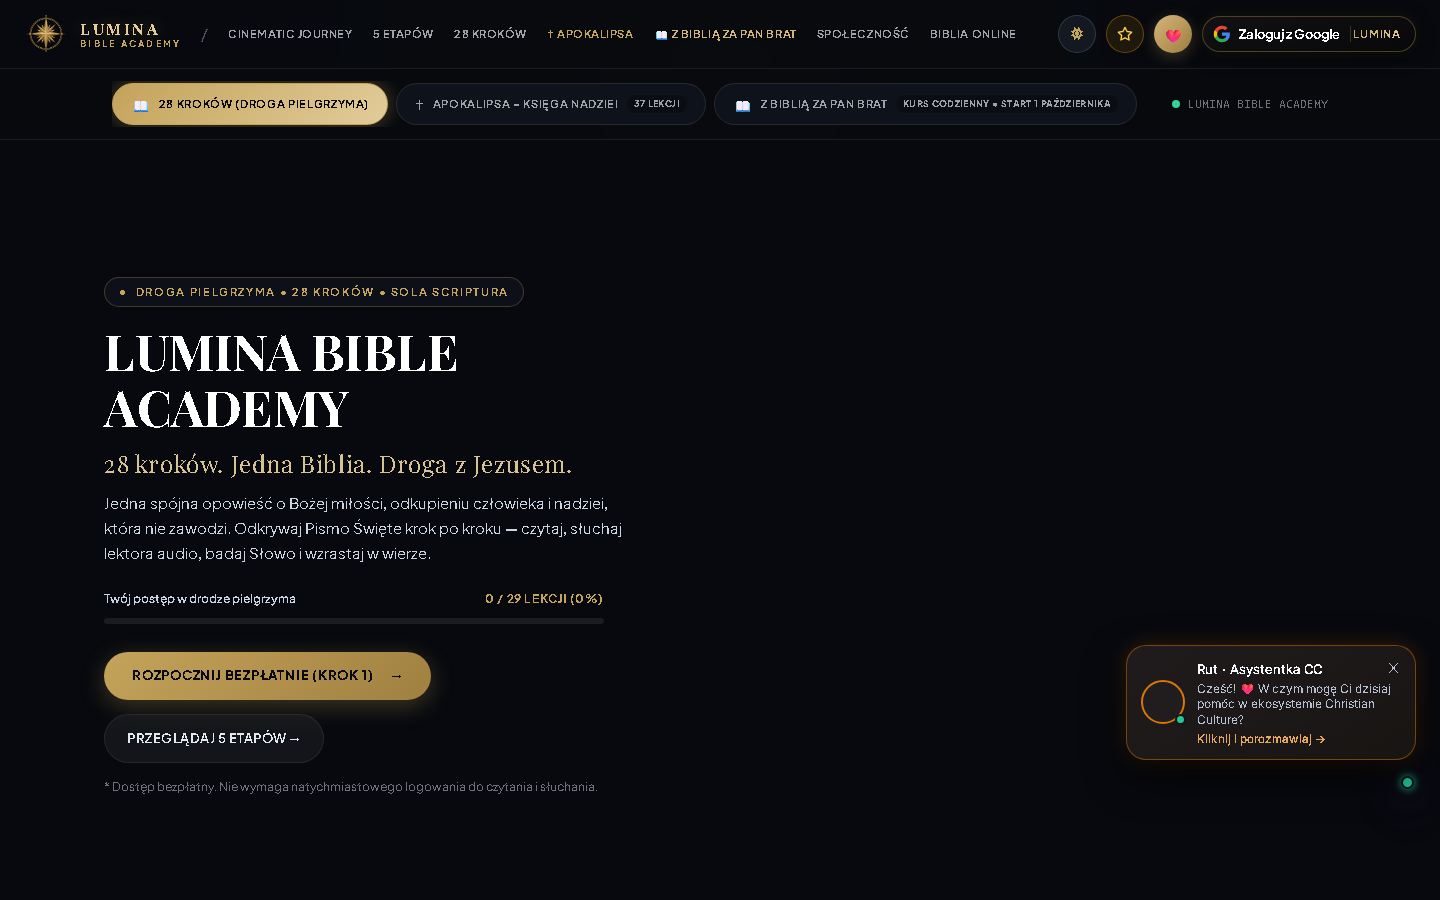 LUMINA
BIBLE ACADEMY
/
CINEMATIC JOURNEY
5 ETAPÓW
28 KROKÓW
† APOKALIPSA
📖 Z BIBLIĄ ZA PAN BRAT
SPOŁECZNOŚĆ
BIBLIA ONLINE
Zaloguj z Google
LUMINA
📖 28 KROKÓW (DROGA PIELGRZYMA)
† APOKALIPSA – KSIĘGA NADZIEI 37 LEKCJI
📖 Z BIBLIĄ ZA PAN BRAT KURS CODZIENNY • START 1 PAŹDZIERNIKA
LUMINA BIBLE ACADEMY
DROGA PIELGRZYMA • 28 KROKÓW • SOLA SCRIPTURA
LUMINA BIBLE
ACADEMY
28 kroków. Jedna Biblia. Droga z Jezusem.
Jedna spójna opowieść o Bożej miłości, odkupieniu człowieka i nadziei,
która nie zawodzi. Odkrywaj Pismo Święte krok po kroku — czytaj, słuchaj
lektora audio, badaj Słowo i wzrastaj w wierze.
Twój postęp w drodze pielgrzyma
0 / 29 LEKCJI (0%)
ROZPOCZNIJ BEZPŁATNIE (KROK 1) →
PRZEGLĄDAJ 5 ETAPÓW →
* Dostęp bezpłatny. Nie wymaga natychmiastowego logowania do czytania i słuchania.
Rut · Asystentka CC
Cześć! ❤️ W czym mogę Ci dzisiaj
pomóc w ekosystemie Christian
Culture?
Kliknij i porozmawiaj →